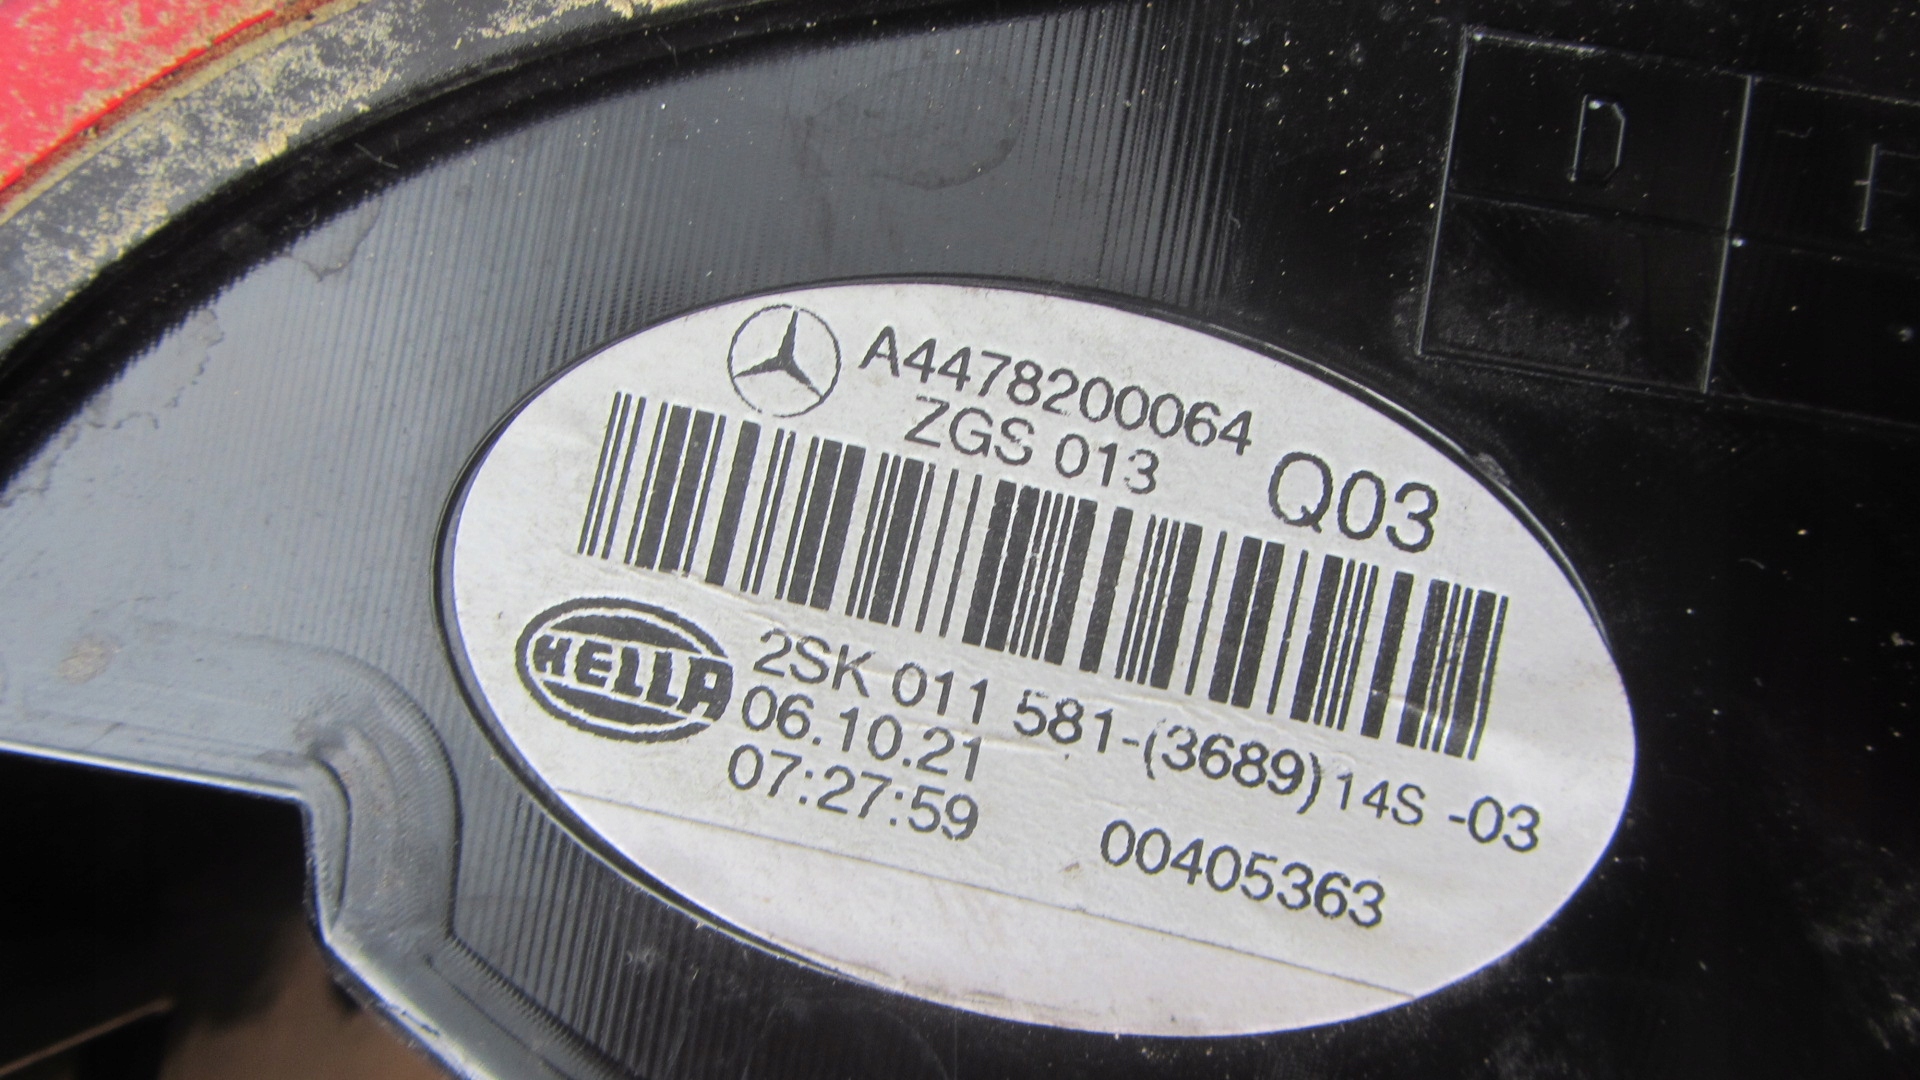 A4478200064
ZGS 013
Q03
HELLA
2SK 011 581-(3689)14S -03
06.10.21
07:27:59
00405363
D